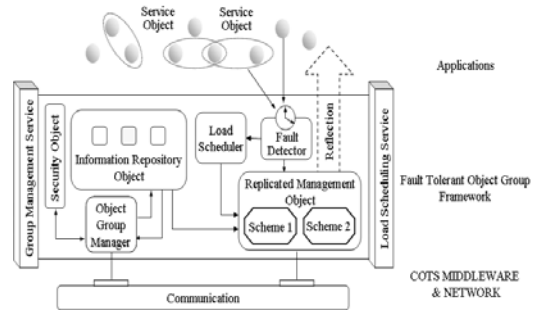 Service
Object
Service
Object
Applications
Group Management Service
Security Object
Information Repository
Object
Load
Scheduler
Fault
Detector
Reflection
Load Scheduling Service
Object
Group
Manager
Replicated Management
Object
Scheme 1
Scheme 2
Fault Tolerant Object Group
Framework
Communication
COTS MIDDLEWARE
& NETWORK